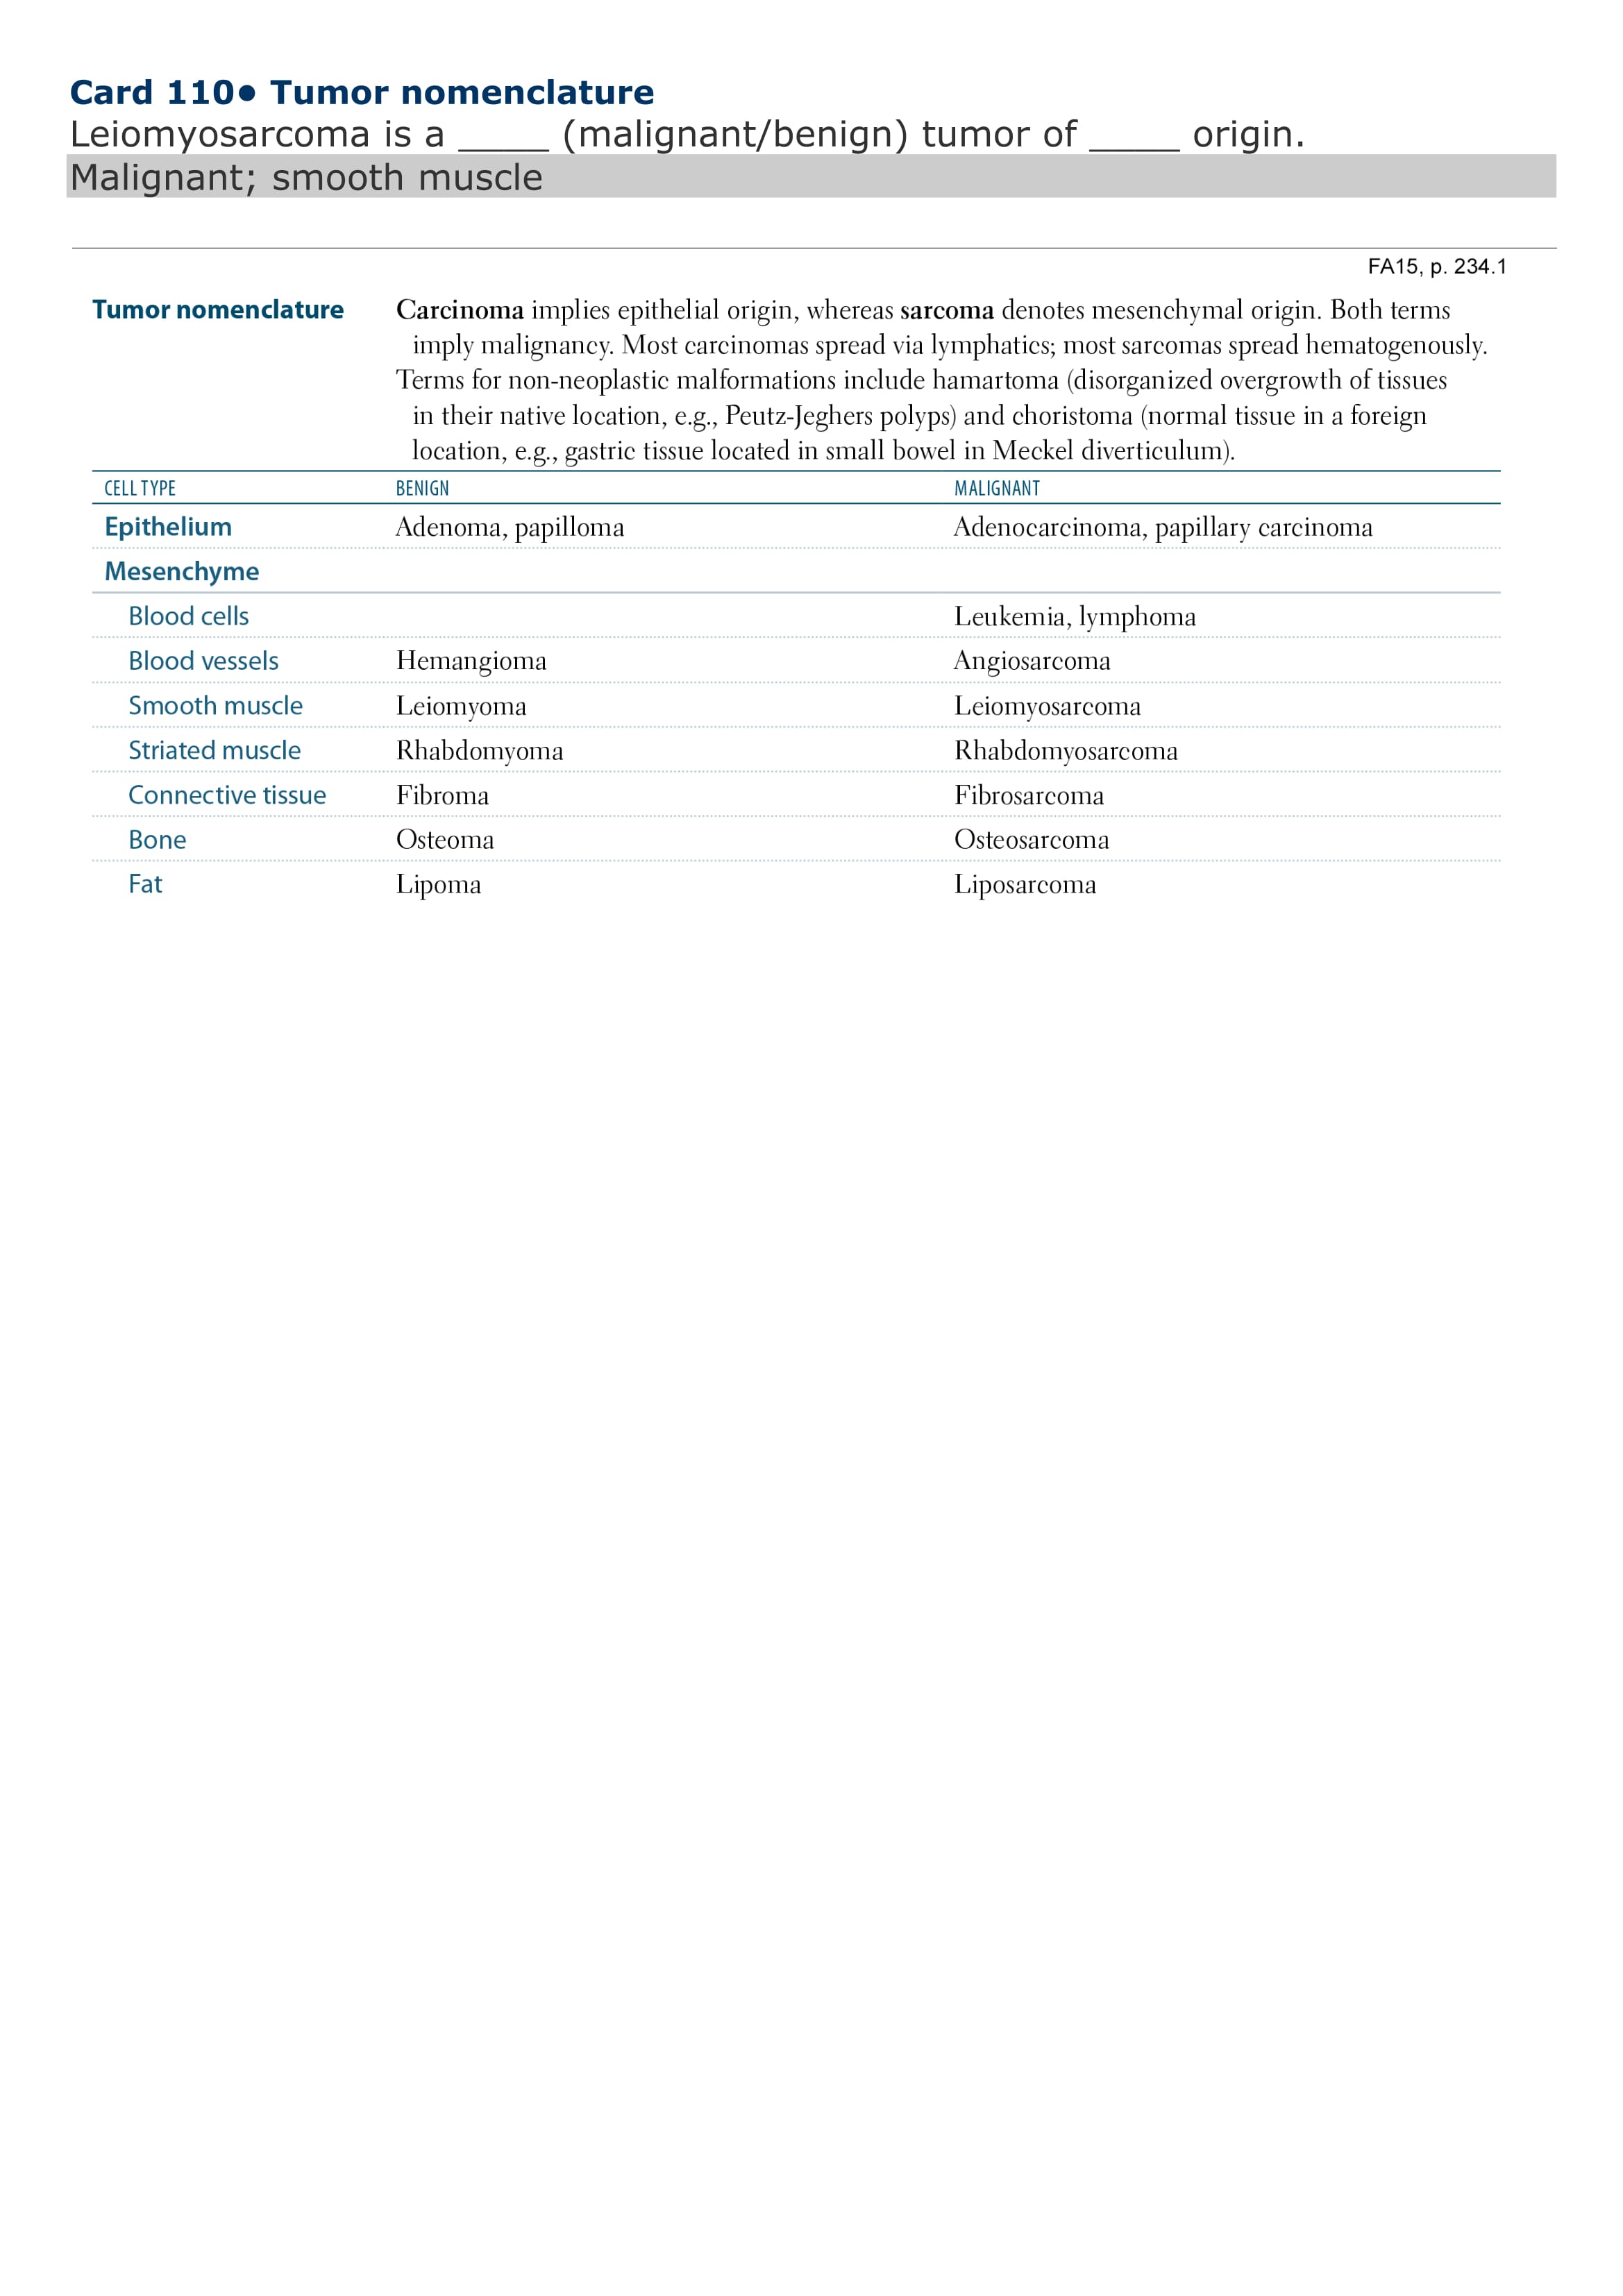 Card 110• Tumor nomenclature
Leiomyosarcoma is a _____ (malignant/benign) tumor of _____ origin.
Malignant; smooth muscle
FA15, p. 234.1
Tumor nomenclature Carcinoma implies epithelial origin, whereas sarcoma denotes mesenchymal origin. Both terms
imply malignancy. Most carcinomas spread via lymphatics; most sarcomas spread hematogenously.
Terms for non-neoplastic malformations include hamartoma (disorganized overgrowth of tissues
in their native location, e.g., Peutz-Jeghers polyps) and choristoma (normal tissue in a foreign
location, e.g., gastric tissue located in small bowel in Meckel diverticulum).
CELL TYPE BENIGN MALIGNANT
Epithelium Adenoma, papilloma Adenocarcinoma, papillary carcinoma
Mesenchyme
Blood cells Leukemia, lymphoma
Blood vessels Hemangioma Angiosarcoma
Smooth muscle Leiomyoma Leiomyosarcoma
Striated muscle Rhabdomyoma Rhabdomyosarcoma
Connective tissue Fibroma Fibrosarcoma
Bone Osteoma Osteosarcoma
Fat Lipoma Liposarcoma